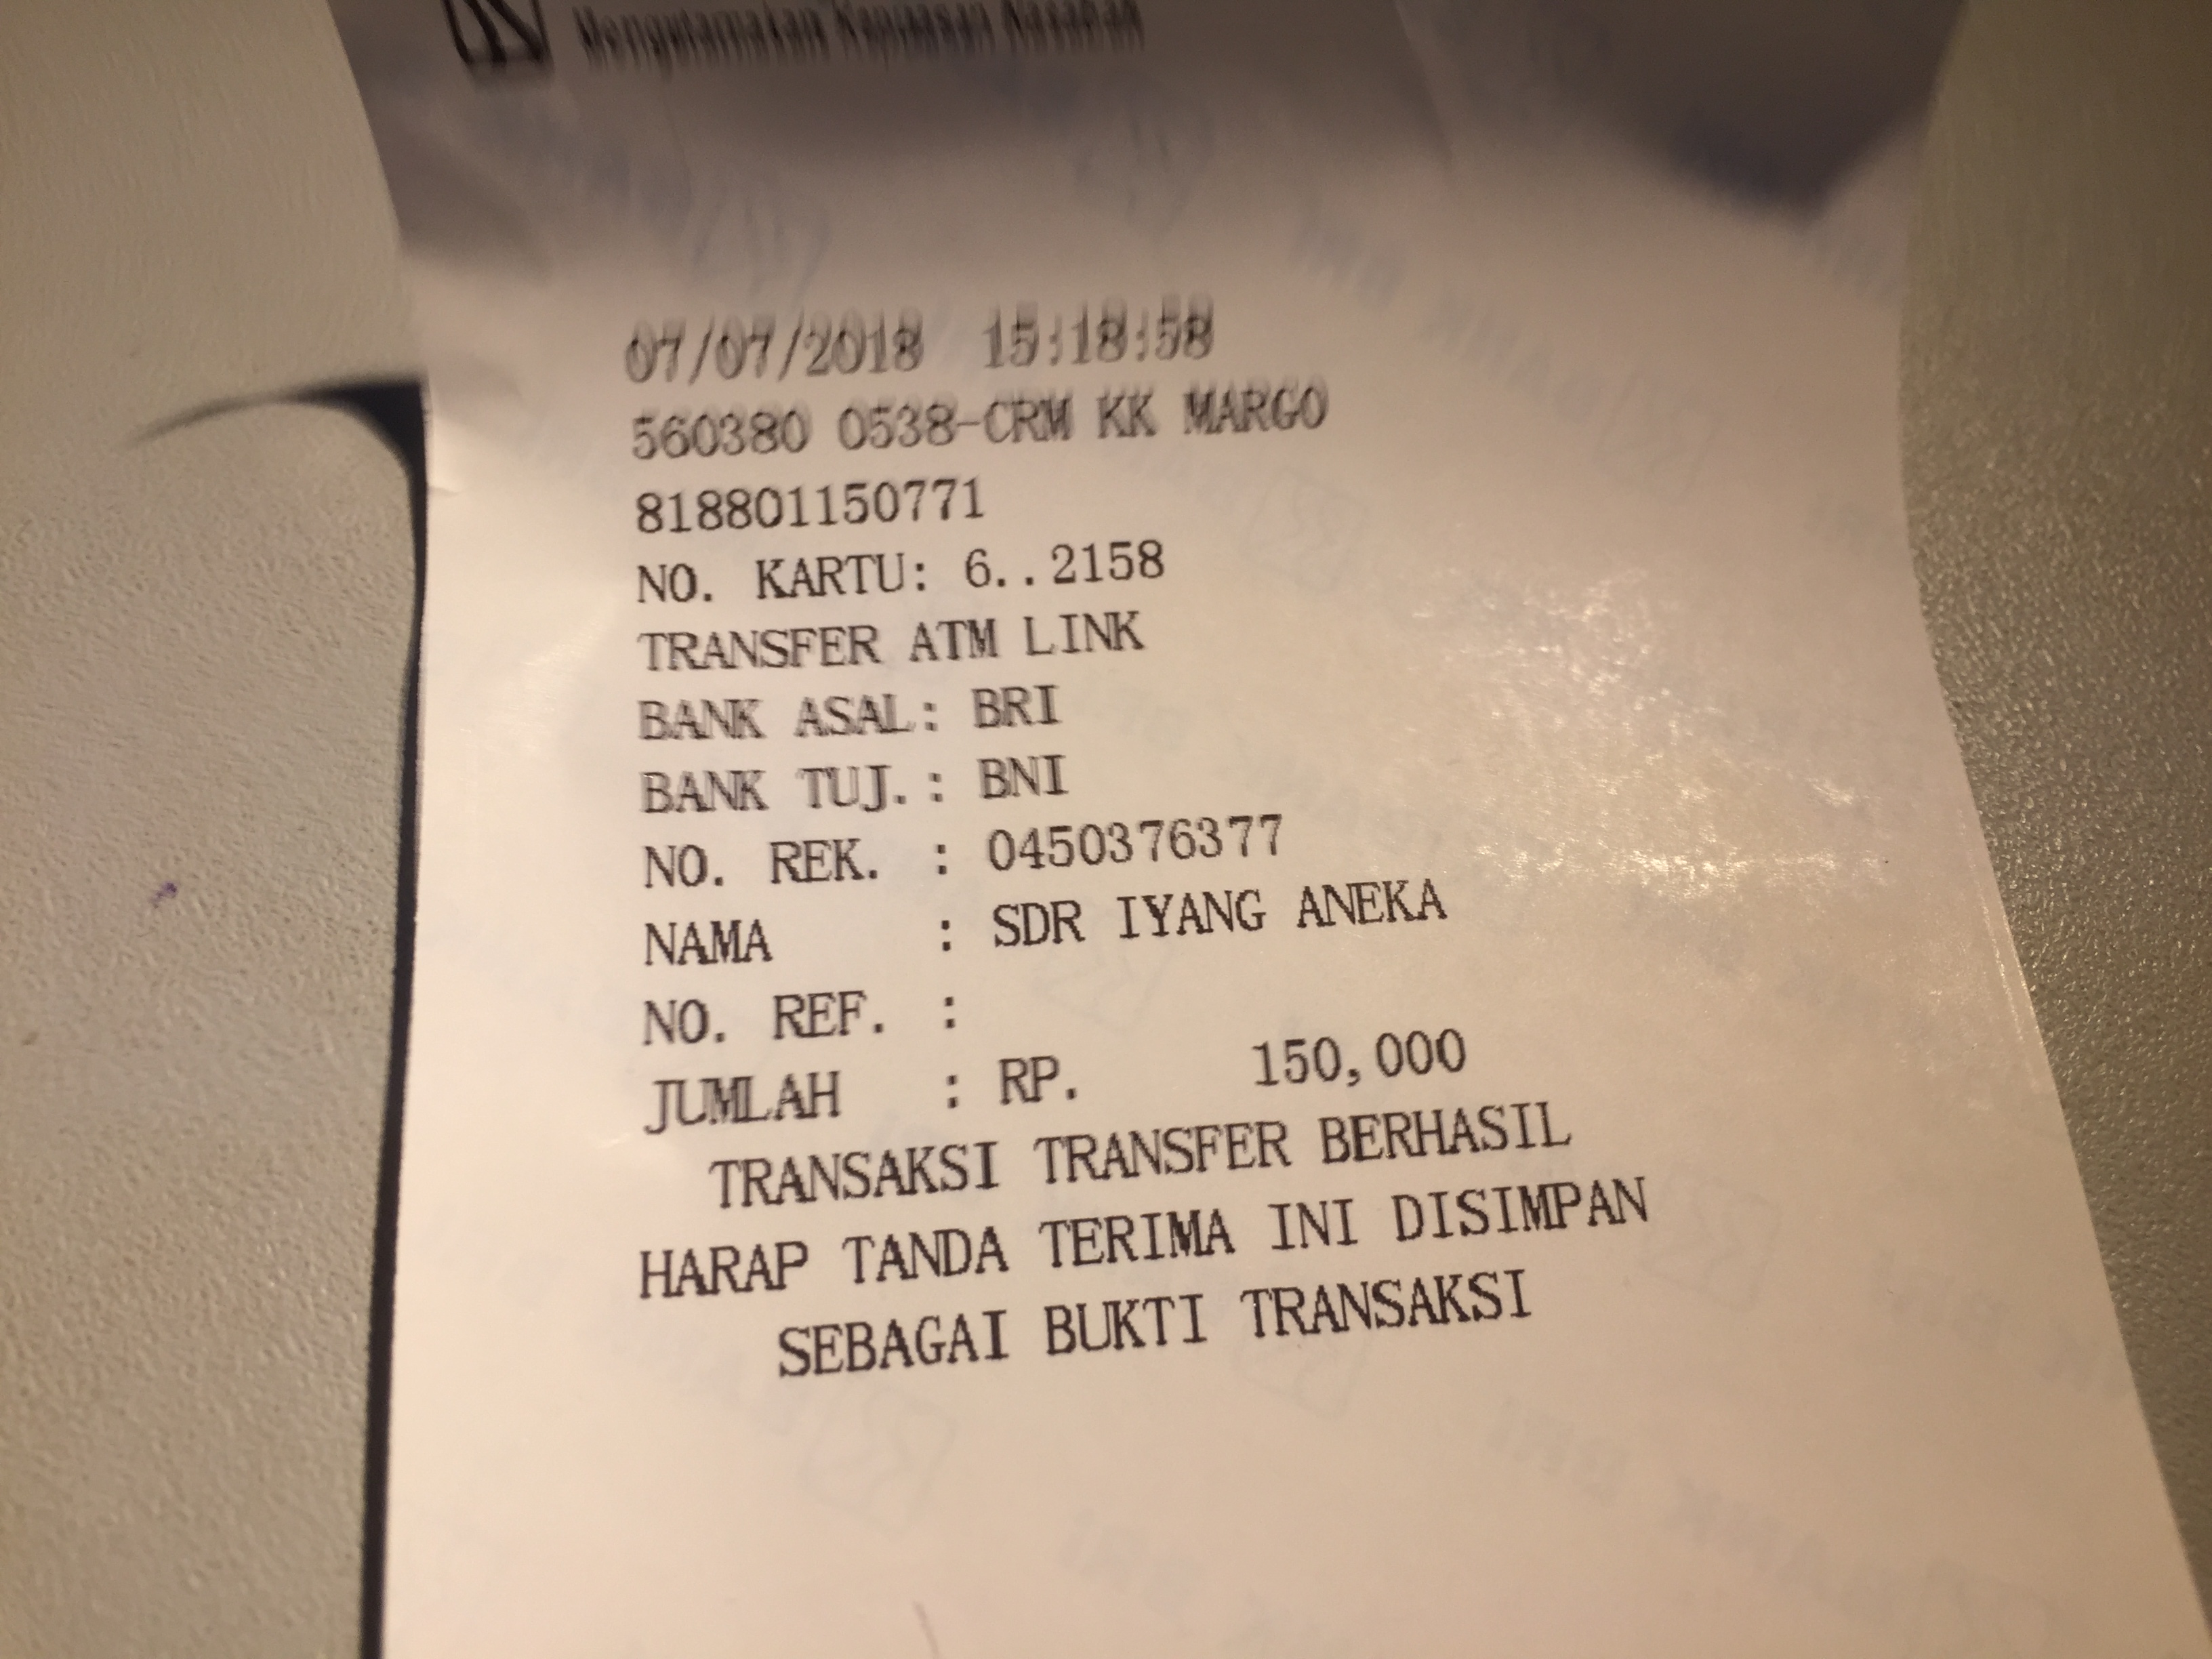 07/07/2018 15:18:58
560380 0538-CRM KK MARGO
818801150771
NO. KARTU: 6..2158
TRANSFER ATM LINK
BANK ASAL: BRI
BANK TUJ.: BNI
NO. REK. : 0450376377
NAMA : SDR IYANG ANEKA
NO. REF. :
JUMLAH : RP. 150,000
TRANSAKSI TRANSFER BERHASIL
HARAP TANDA TERIMA INI DISIMPAN
SEBAGAI BUKTI TRANSAKSI